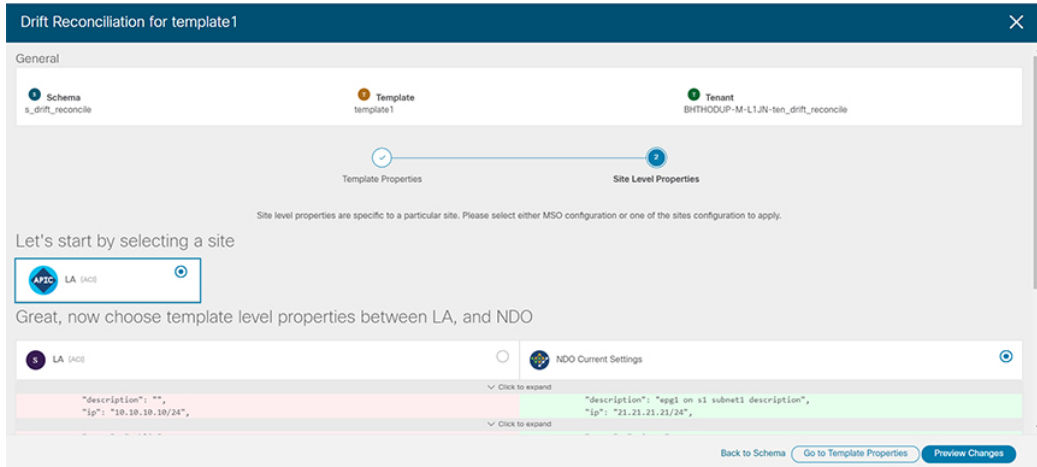 Drift Reconciliation for template1
General
S Schema
s_drift_reconcile
T Template
template1
T Tenant
BHTHODUP-M-L1JN-ten_drift_reconcile
2
Template Properties
Site Level Properties
Site level properties are specific to a particular site. Please select either MSO configuration or one of the sites configuration to apply.
Let's start by selecting a site
APIC LA (ACI)
Great, now choose template level properties between LA, and NDO
S LA (ACI)
NDO Current Settings
Click to expand
"description": "",
"description": "epg1 on s1 subnet1 description",
"ip": "10.10.10.10/24",
"ip": "21.21.21.21/24",
Click to expand
Back to Schema Go to Template Properties Preview Changes